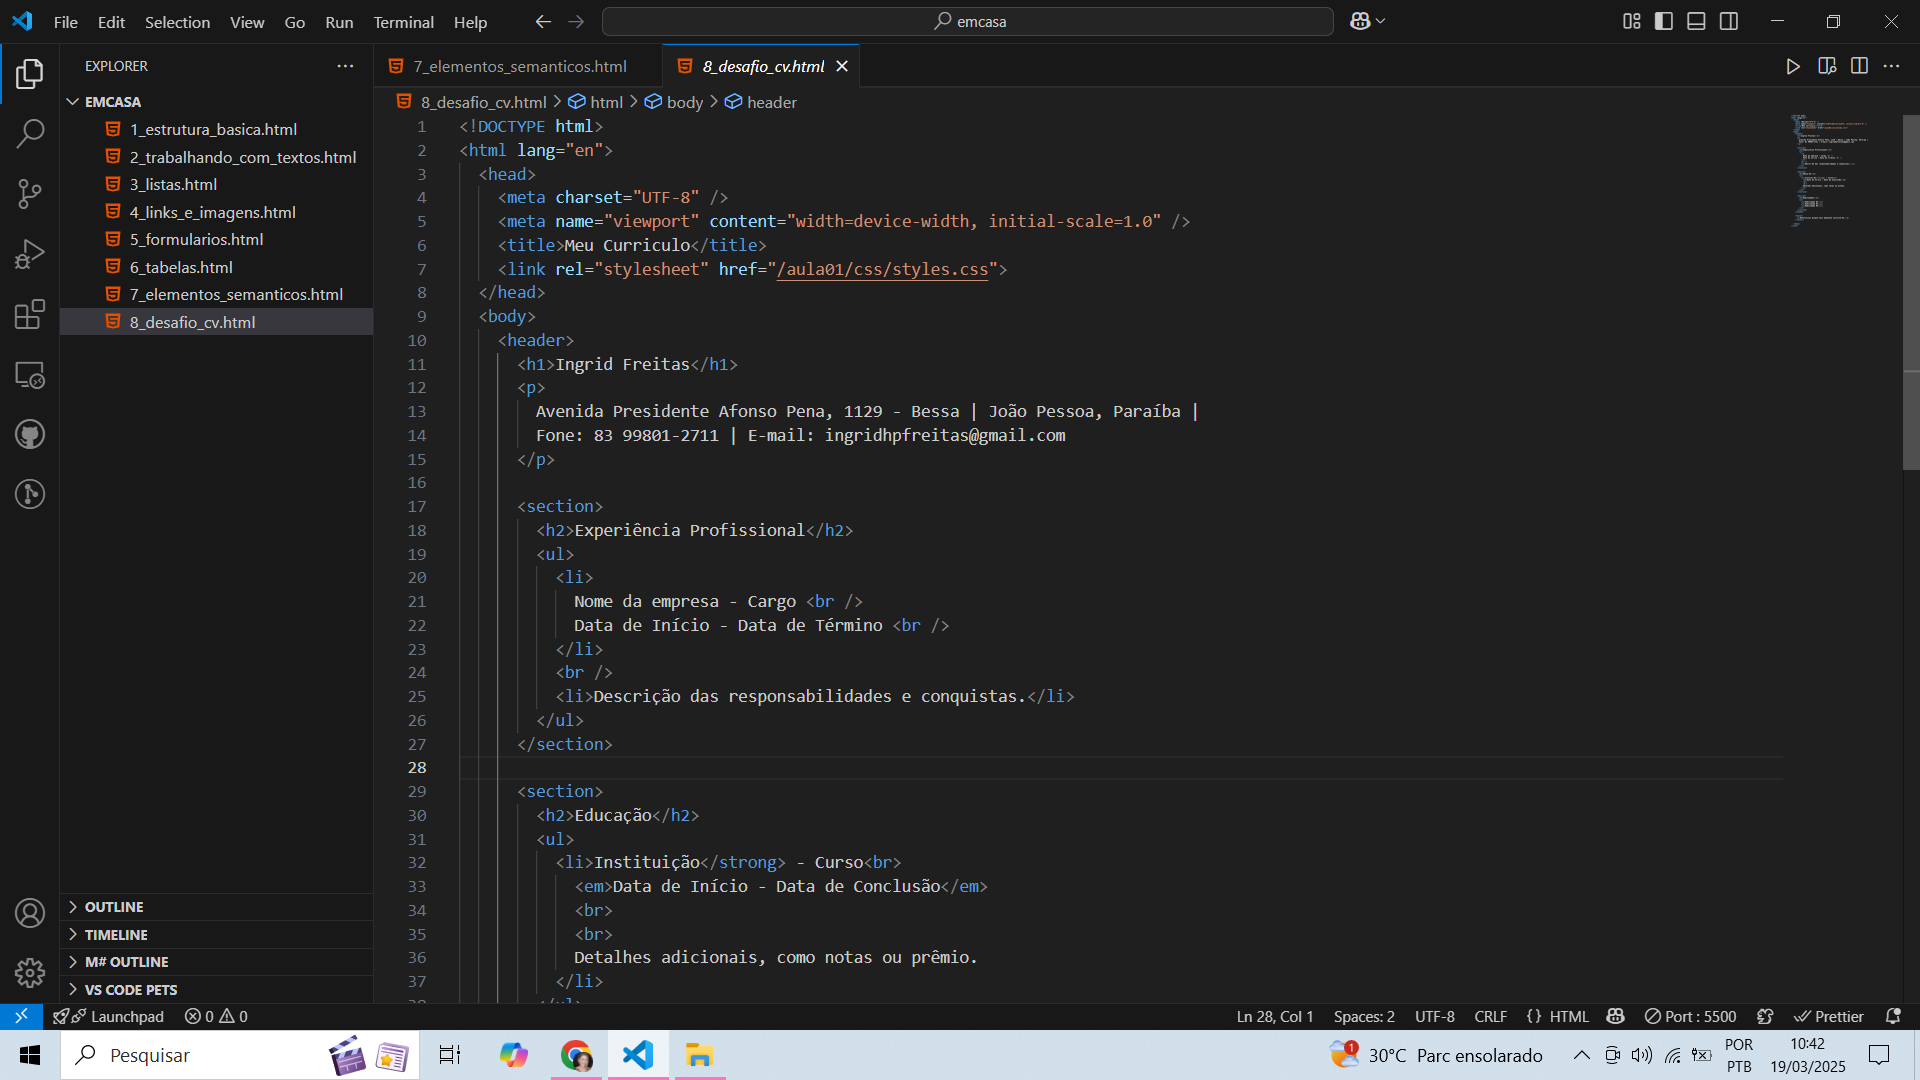 File Edit Selection View Go Run Terminal Help
emcasa
EXPLORER
EMCASA
1_estrutura_basica.html
2_trabalhando_com_textos.html
3_listas.html
4_links_e_imagens.html
5_formularios.html
6_tabelas.html
7_elementos_semanticos.html
8_desafio_cv.html
OUTLINE
TIMELINE
M# OUTLINE
VS CODE PETS
7_elementos_semanticos.html 8_desafio_cv.html
8_desafio_cv.html > html > body > header
1 <!DOCTYPE html>
2 <html lang="en">
3 <head>
4 <meta charset="UTF-8" />
5 <meta name="viewport" content="width=device-width, initial-scale=1.0" />
6 <title>Meu Curriculo</title>
7 <link rel="stylesheet" href="/aula01/css/styles.css">
8 </head>
9 <body>
10 <header>
11 <h1>Ingrid Freitas</h1>
12 <p>
13 Avenida Presidente Afonso Pena, 1129 - Bessa | João Pessoa, Paraíba |
14 Fone: 83 99801-2711 | E-mail: ingridhpfreitas@gmail.com
15 </p>
16
17 <section>
18 <h2>Experiência Profissional</h2>
19 <ul>
20 <li>
21 Nome da empresa - Cargo <br />
22 Data de Início - Data de Término <br />
23 </li>
24 <br />
25 <li>Descrição das responsabilidades e conquistas.</li>
26 </ul>
27 </section>
28
29 <section>
30 <h2>Educação</h2>
31 <ul>
32 <li>Instituição</strong> - Curso<br>
33 <em>Data de Início - Data de Conclusão</em>
34 <br>
35 <br>
36 Detalhes adicionais, como notas ou prêmio.
37 </li>
38 </ul>
Launchpad 0 0 Ln 28, Col 1 Spaces: 2 UTF-8 CRLF {} HTML Port : 5500 Prettier
Pesquisar
1
30°C Parc ensolarado
POR
PTB
10:42
19/03/2025